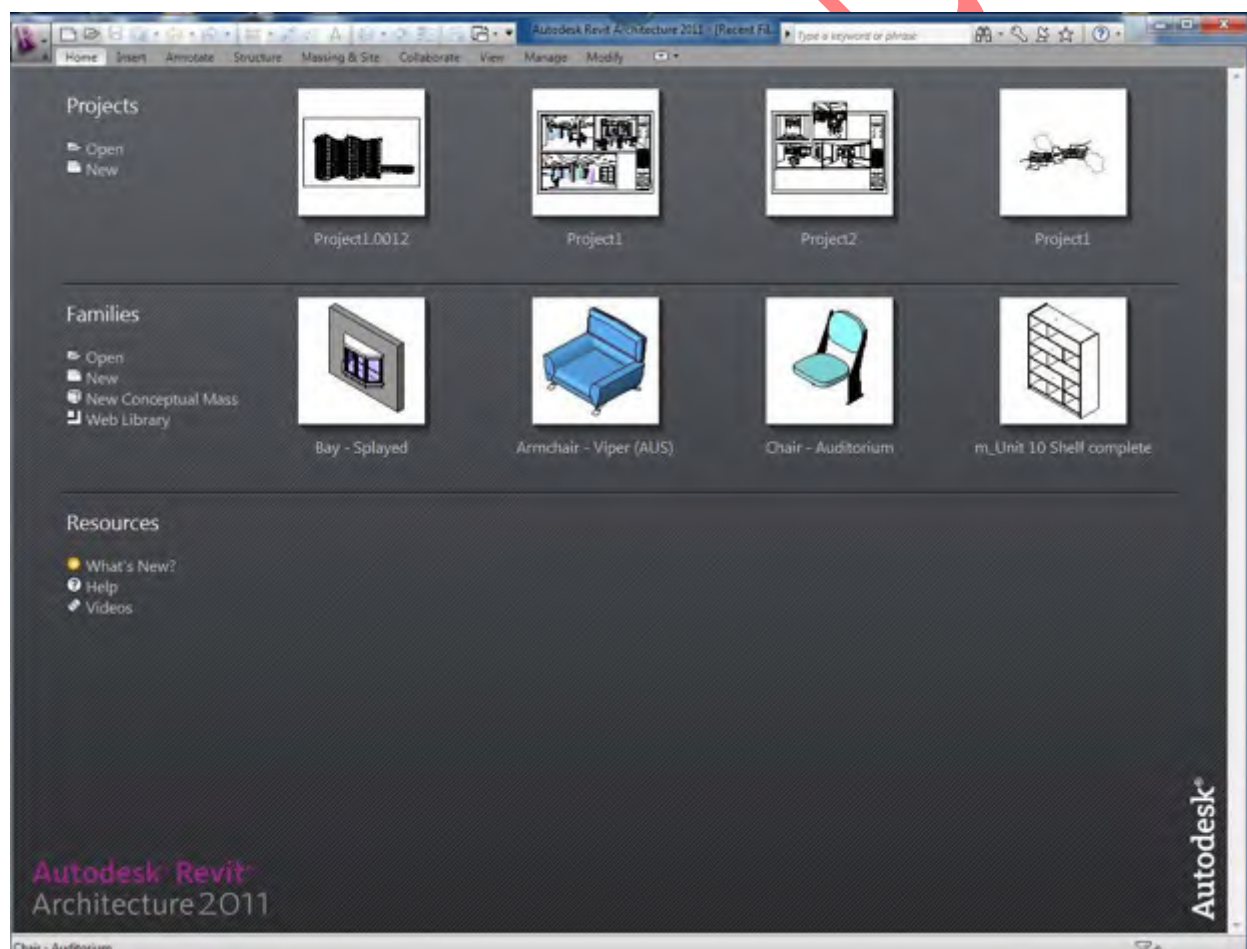 Autodesk Revit Architecture 2011 - [Recent Fil...
Type a keyword or phrase
Home Insert Annotate Structure Massing & Site Collaborate View Manage Modify
Projects
Open
New
Project1.0012 Project1 Project2 Project1
Families
Open
New
New Conceptual Mass
Web Library
Bay - Splayed Armchair - Viper (AUS) Chair - Auditorium m_Unit 10 Shelf complete
Resources
What's New?
Help
Videos
Autodesk®
Autodesk® Revit®
Architecture 2011
Chair - Auditorium